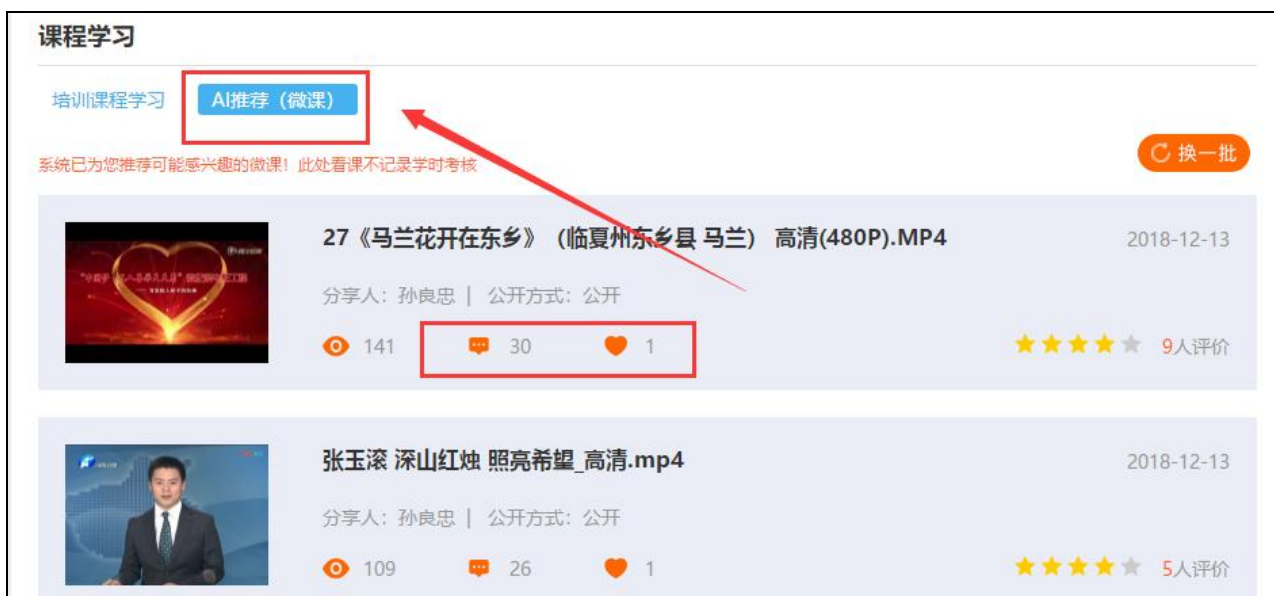 课程学习
培训课程学习 AI推荐（微课）
系统已为您推荐可能感兴趣的微课！此处看课不记录学时考核
换一批
27《马兰花开在东乡》（临夏州东乡县 马兰） 高清(480P).MP4 2018-12-13
分享人：孙良忠 | 公开方式：公开
141 30 1 9人评价
张玉滚 深山红烛 照亮希望_高清.mp4 2018-12-13
分享人：孙良忠 | 公开方式：公开
109 26 1 5人评价